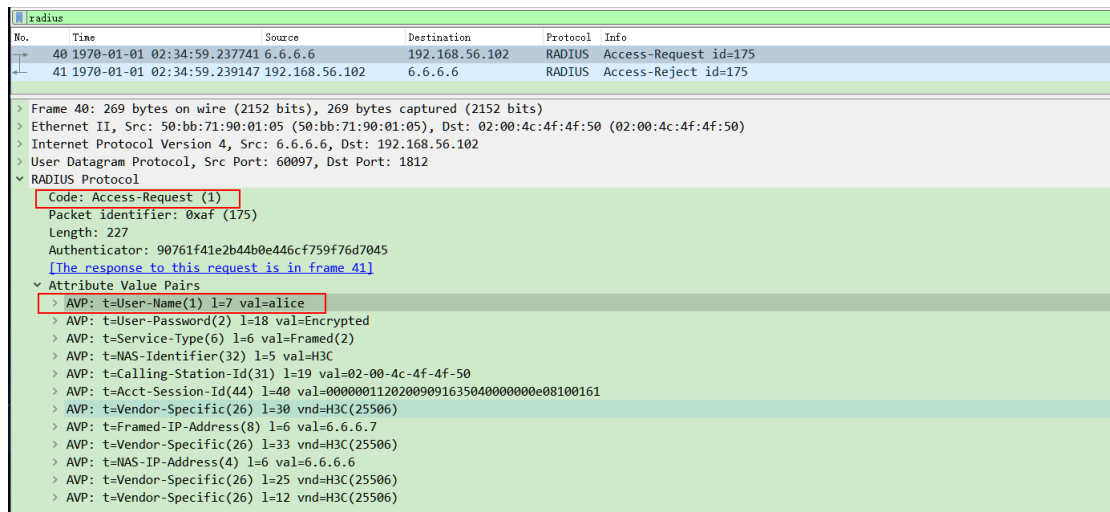 radius
No. Time Source Destination Protocol Info
40 1970-01-01 02:34:59.237741 6.6.6.6 192.168.56.102 RADIUS Access-Request id=175
41 1970-01-01 02:34:59.239147 192.168.56.102 6.6.6.6 RADIUS Access-Reject id=175
> Frame 40: 269 bytes on wire (2152 bits), 269 bytes captured (2152 bits)
> Ethernet II, Src: 50:bb:71:90:01:05 (50:bb:71:90:01:05), Dst: 02:00:4c:4f:4f:50 (02:00:4c:4f:4f:50)
> Internet Protocol Version 4, Src: 6.6.6.6, Dst: 192.168.56.102
> User Datagram Protocol, Src Port: 60097, Dst Port: 1812
RADIUS Protocol
Code: Access-Request (1)
Packet identifier: 0xaf (175)
Length: 227
Authenticator: 90761f41e2b44b0e446cf759f76d7045
[The response to this request is in frame 41]
Attribute Value Pairs
> AVP: t=User-Name(1) l=7 val=alice
> AVP: t=User-Password(2) l=18 val=Encrypted
> AVP: t=Service-Type(6) l=6 val=Framed(2)
> AVP: t=NAS-Identifier(32) l=5 val=H3C
> AVP: t=Calling-Station-Id(31) l=19 val=02-00-4c-4f-4f-50
> AVP: t=Acct-Session-Id(44) l=40 val=00000011202009091635040000000e08100161
> AVP: t=Vendor-Specific(26) l=30 vnd=H3C(25506)
> AVP: t=Framed-IP-Address(8) l=6 val=6.6.6.7
> AVP: t=Vendor-Specific(26) l=33 vnd=H3C(25506)
> AVP: t=NAS-IP-Address(4) l=6 val=6.6.6.6
> AVP: t=Vendor-Specific(26) l=25 vnd=H3C(25506)
> AVP: t=Vendor-Specific(26) l=12 vnd=H3C(25506)